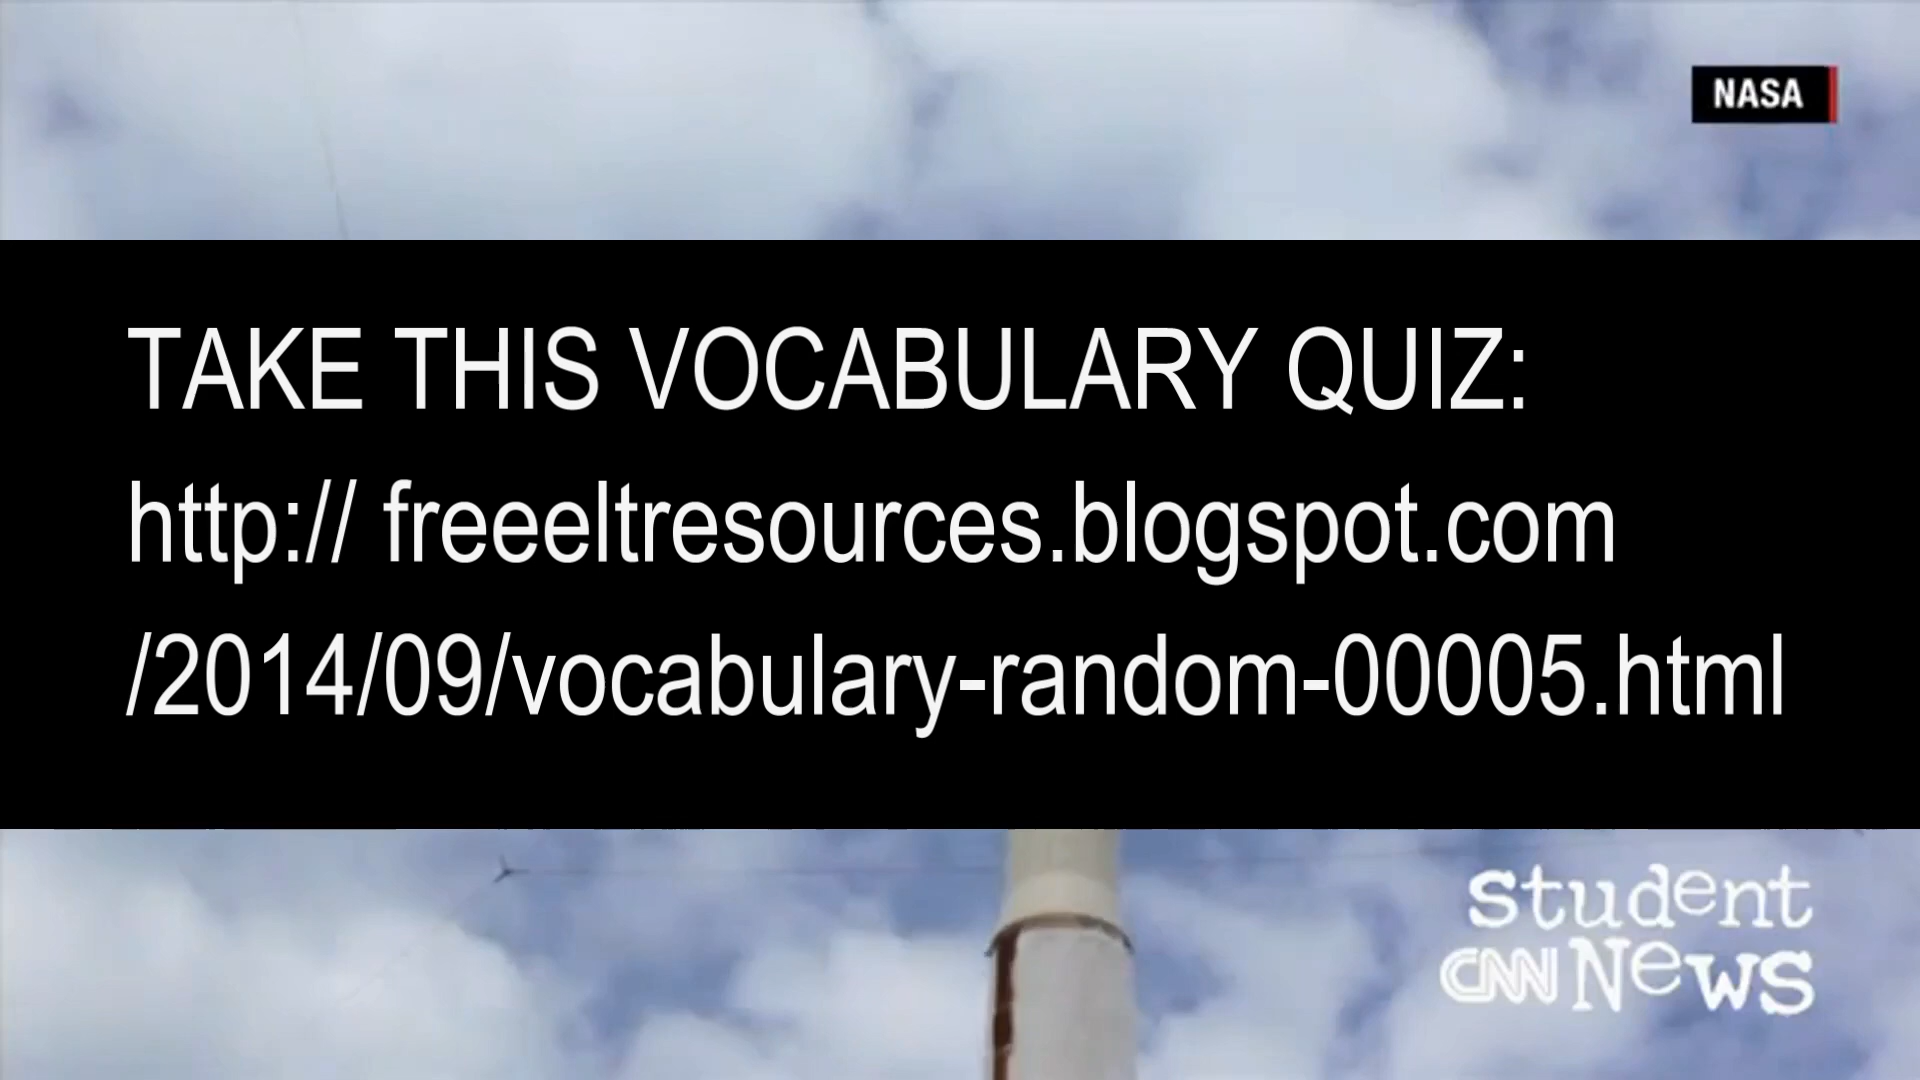 NASA
TAKE THIS VOCABULARY QUIZ:
http:// freeeltresources.blogspot.com
/2014/09/vocabulary-random-00005.html
student
CNN News